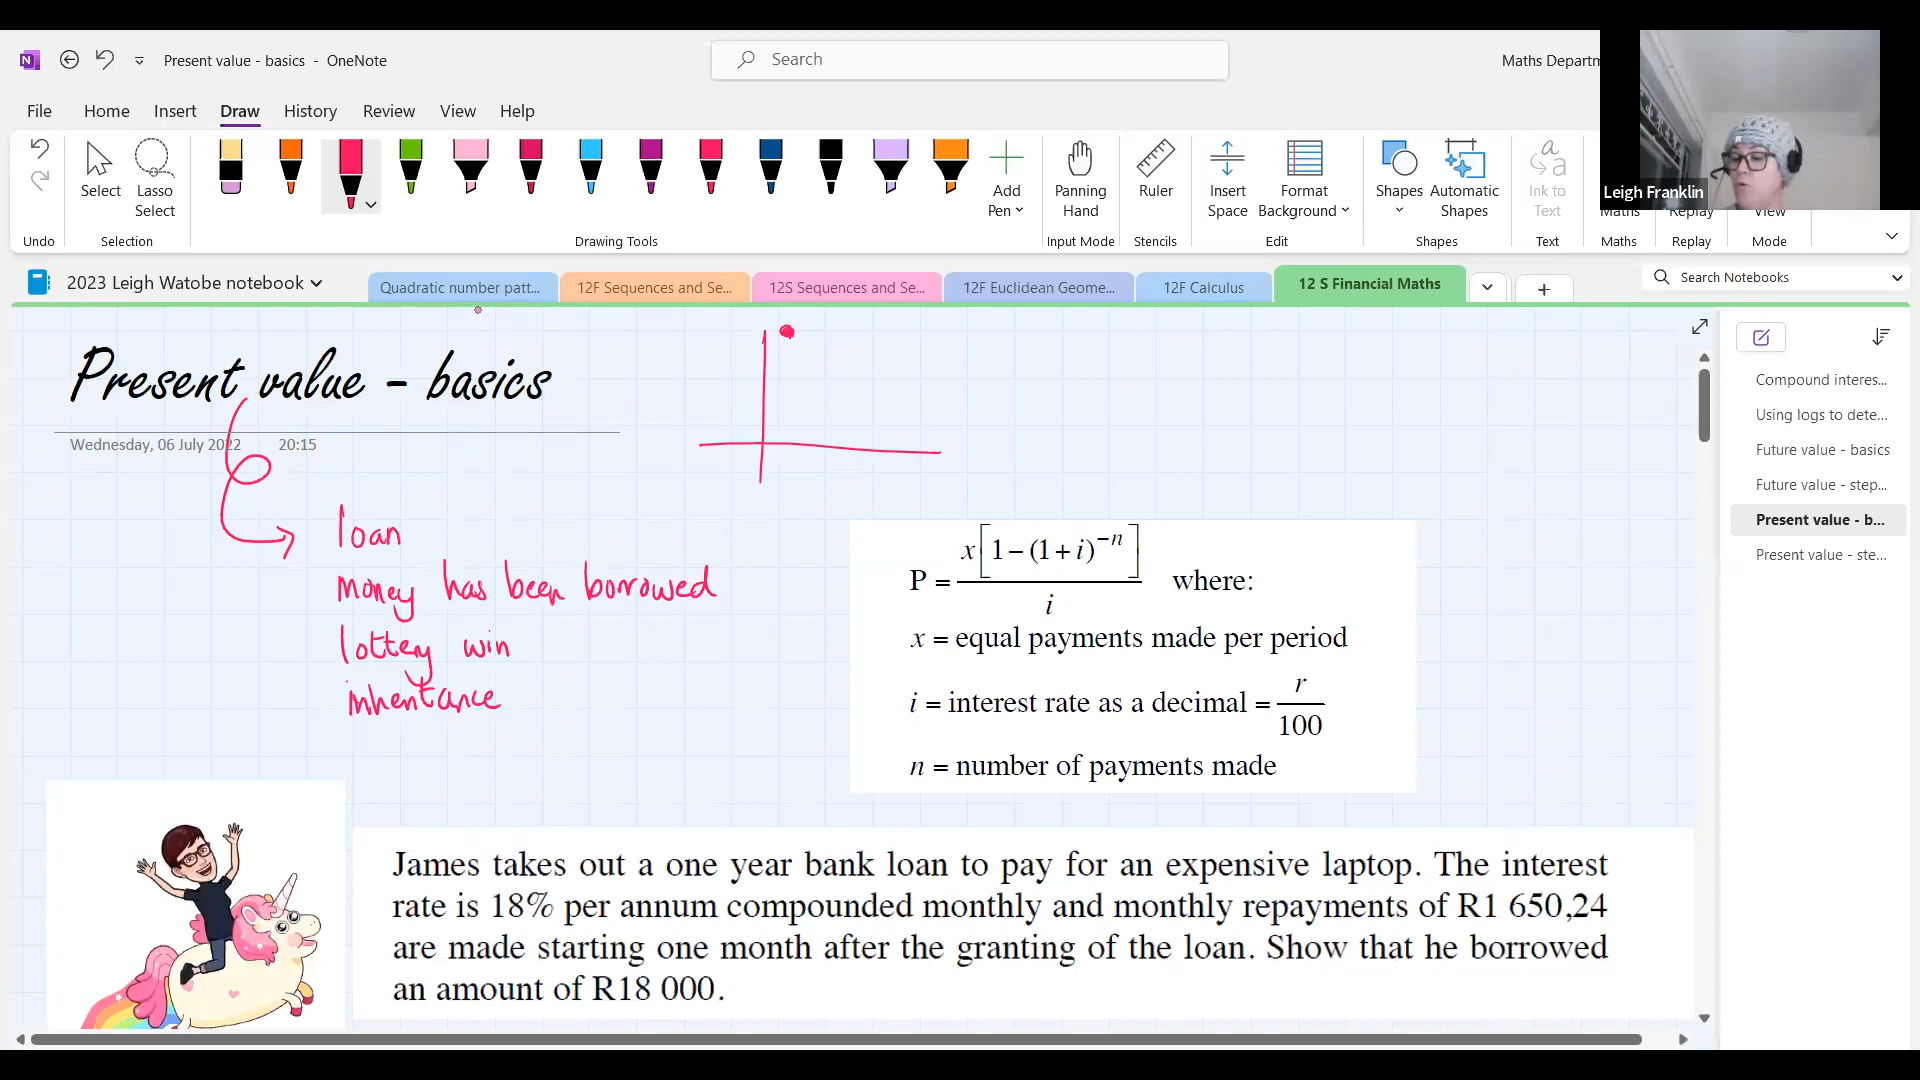 Present value - basics - OneNote
Search
Maths Departm
File Home Insert Draw History Review View Help
Select
Lasso Select
Add Pen
Panning Hand
Ruler
Insert Space
Format Background
Shapes
Automatic Shapes
Ink to Text
Maths
Replay
View
Leigh Franklin
Undo
Selection
Drawing Tools
Input Mode
Stencils
Edit
Shapes
Text
Maths
Replay
Mode
2023 Leigh Watobe notebook
Quadratic number patt...
12F Sequences and Se...
12S Sequences and Se...
12F Euclidean Geome...
12F Calculus
12 S Financial Maths
Search Notebooks
Present value - basics
Wednesday, 06 July 2022 20:15
loan
money has been borrowed
lottery win
inheritance
P = x[1-(1+i)^-n] / i where:
x = equal payments made per period
i = interest rate as a decimal = r/100
n = number of payments made
James takes out a one year bank loan to pay for an expensive laptop. The interest
rate is 18% per annum compounded monthly and monthly repayments of R1 650,24
are made starting one month after the granting of the loan. Show that he borrowed
an amount of R18 000.
Compound interes...
Using logs to dete...
Future value - basics
Future value - step...
Present value - b...
Present value - ste...